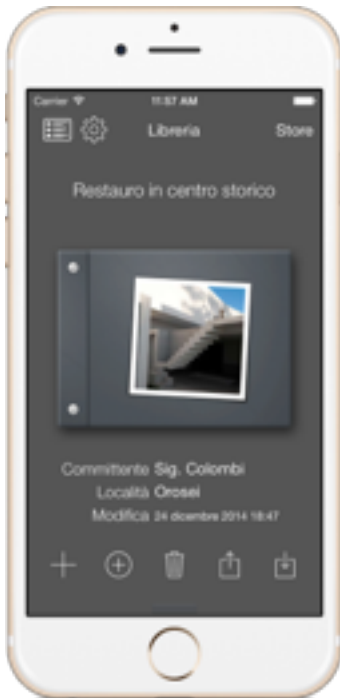 Carrier 11:57 AM
Libreria Store
Restauro in centro storico
Committente Sig. Colombi
Località Orosei
Modifica 24 dicembre 2014 18:47